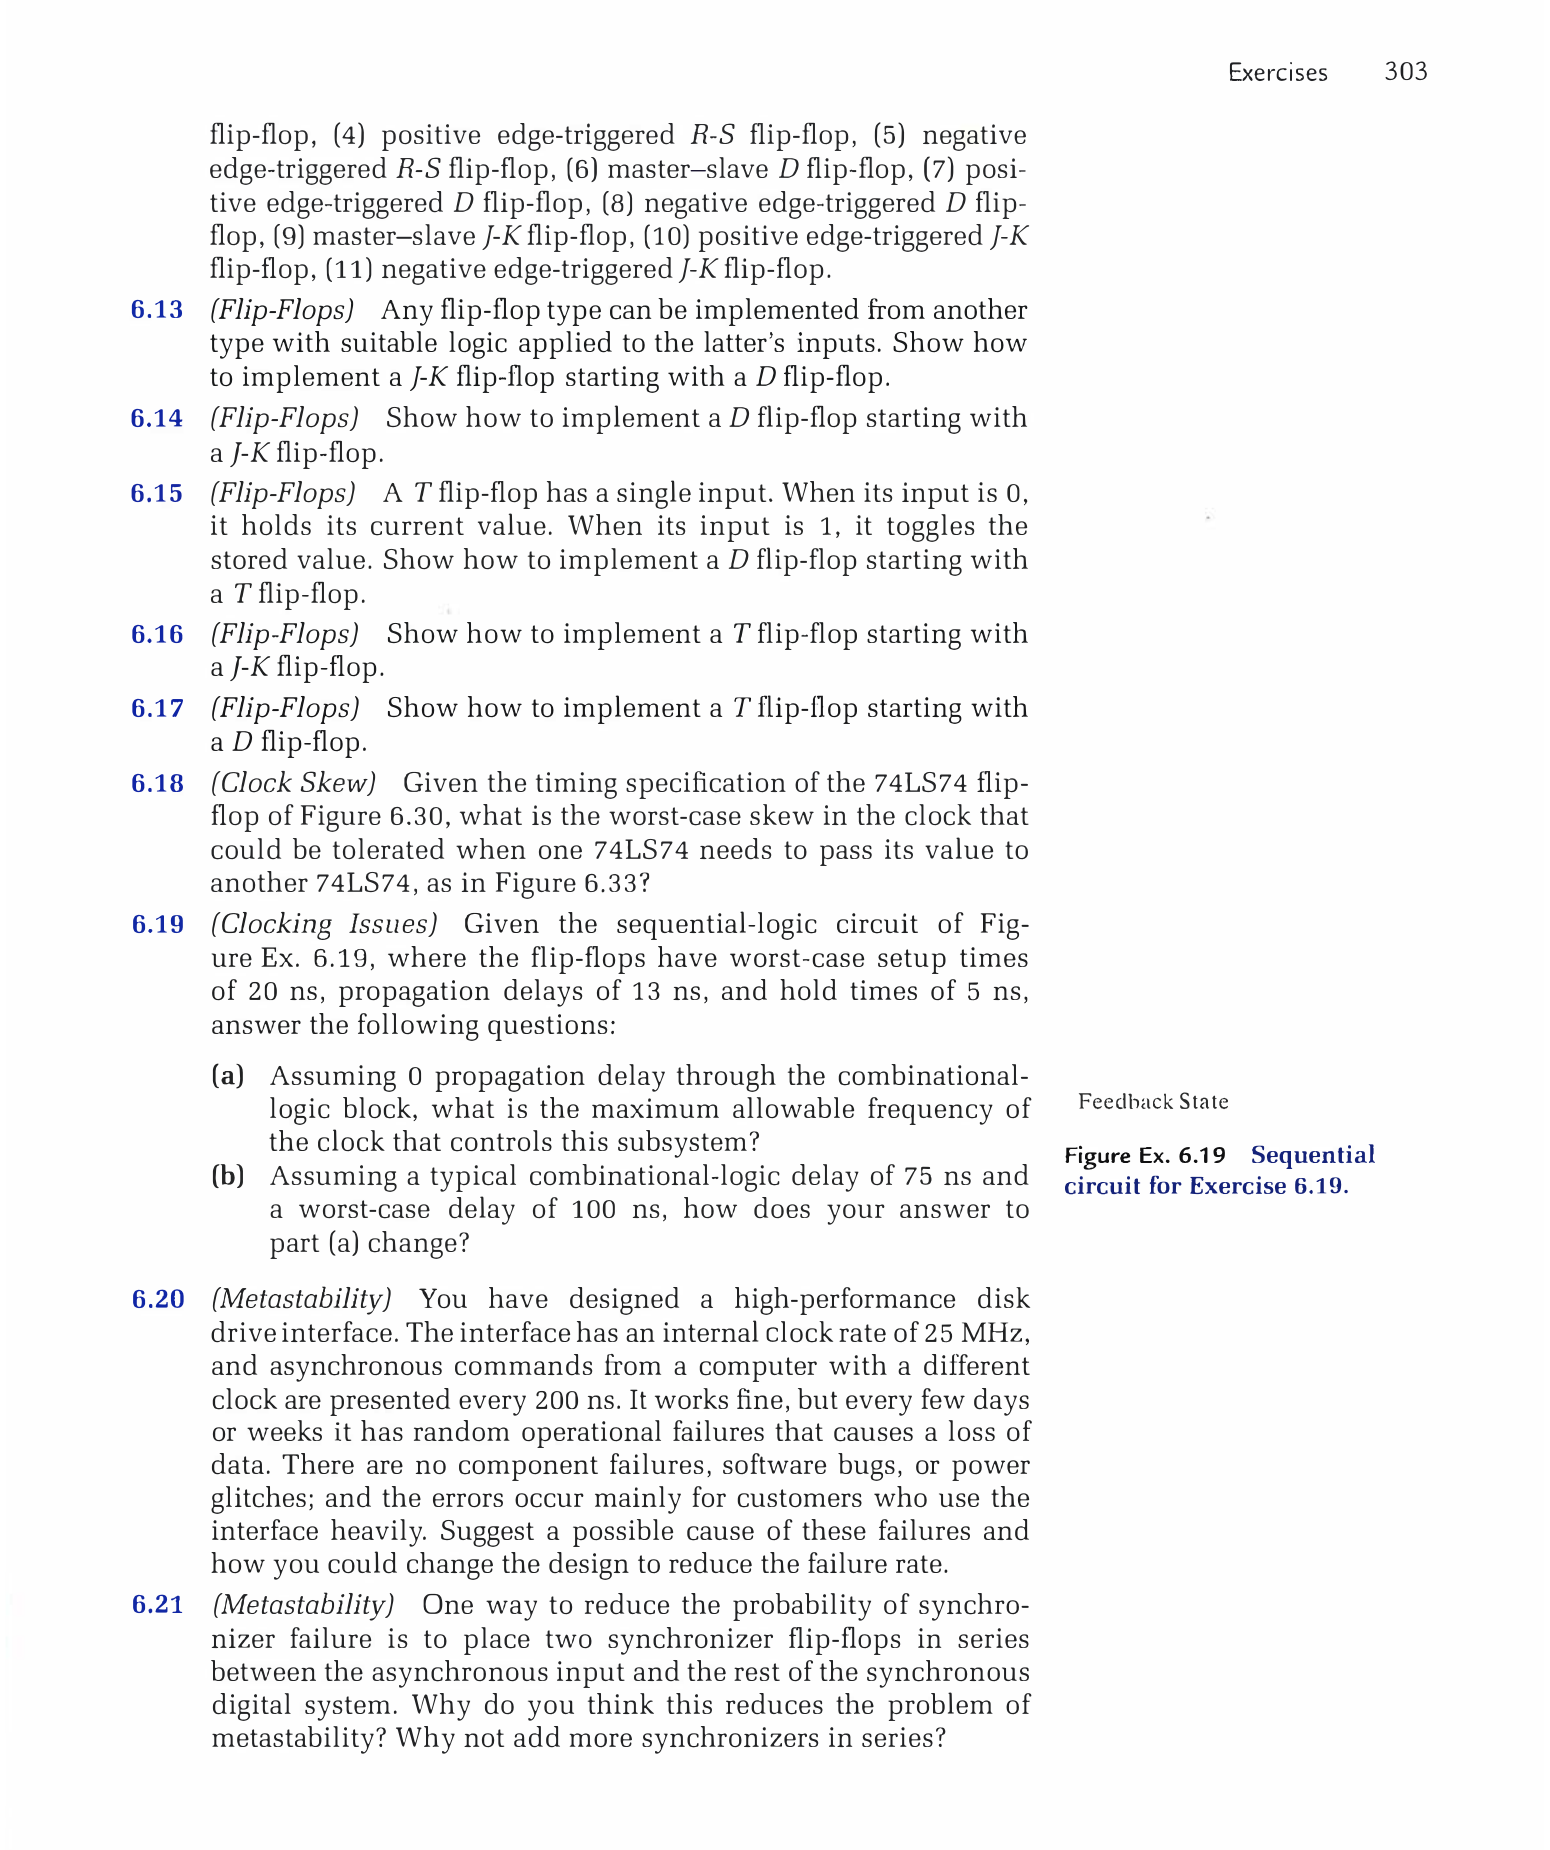 Exercises 303
flip-flop, (4) positive edge-triggered R-S flip-flop, (5) negative
edge-triggered R-S flip-flop, (6) master–slave D flip-flop, (7) posi-
tive edge-triggered D flip-flop, (8) negative edge-triggered D flip-
flop, (9) master–slave J-K flip-flop, (10) positive edge-triggered J-K
flip-flop, (11) negative edge-triggered J-K flip-flop.
6.13 (Flip-Flops) Any flip-flop type can be implemented from another
type with suitable logic applied to the latter's inputs. Show how
to implement a J-K flip-flop starting with a D flip-flop.
6.14 (Flip-Flops) Show how to implement a D flip-flop starting with
a J-K flip-flop.
6.15 (Flip-Flops) A T flip-flop has a single input. When its input is 0,
it holds its current value. When its input is 1, it toggles the
stored value. Show how to implement a D flip-flop starting with
a T flip-flop.
6.16 (Flip-Flops) Show how to implement a T flip-flop starting with
a J-K flip-flop.
6.17 (Flip-Flops) Show how to implement a T flip-flop starting with
a D flip-flop.
6.18 (Clock Skew) Given the timing specification of the 74LS74 flip-
flop of Figure 6.30, what is the worst-case skew in the clock that
could be tolerated when one 74LS74 needs to pass its value to
another 74LS74, as in Figure 6.33?
6.19 (Clocking Issues) Given the sequential-logic circuit of Fig-
ure Ex. 6.19, where the flip-flops have worst-case setup times
of 20 ns, propagation delays of 13 ns, and hold times of 5 ns,
answer the following questions:
(a) Assuming 0 propagation delay through the combinational-
logic block, what is the maximum allowable frequency of
the clock that controls this subsystem?
(b) Assuming a typical combinational-logic delay of 75 ns and
a worst-case delay of 100 ns, how does your answer to
part (a) change?
Feedback State
Figure Ex. 6.19 Sequential
circuit for Exercise 6.19.
6.20 (Metastability) You have designed a high-performance disk
drive interface. The interface has an internal clock rate of 25 MHz,
and asynchronous commands from a computer with a different
clock are presented every 200 ns. It works fine, but every few days
or weeks it has random operational failures that causes a loss of
data. There are no component failures, software bugs, or power
glitches; and the errors occur mainly for customers who use the
interface heavily. Suggest a possible cause of these failures and
how you could change the design to reduce the failure rate.
6.21 (Metastability) One way to reduce the probability of synchro-
nizer failure is to place two synchronizer flip-flops in series
between the asynchronous input and the rest of the synchronous
digital system. Why do you think this reduces the problem of
metastability? Why not add more synchronizers in series?